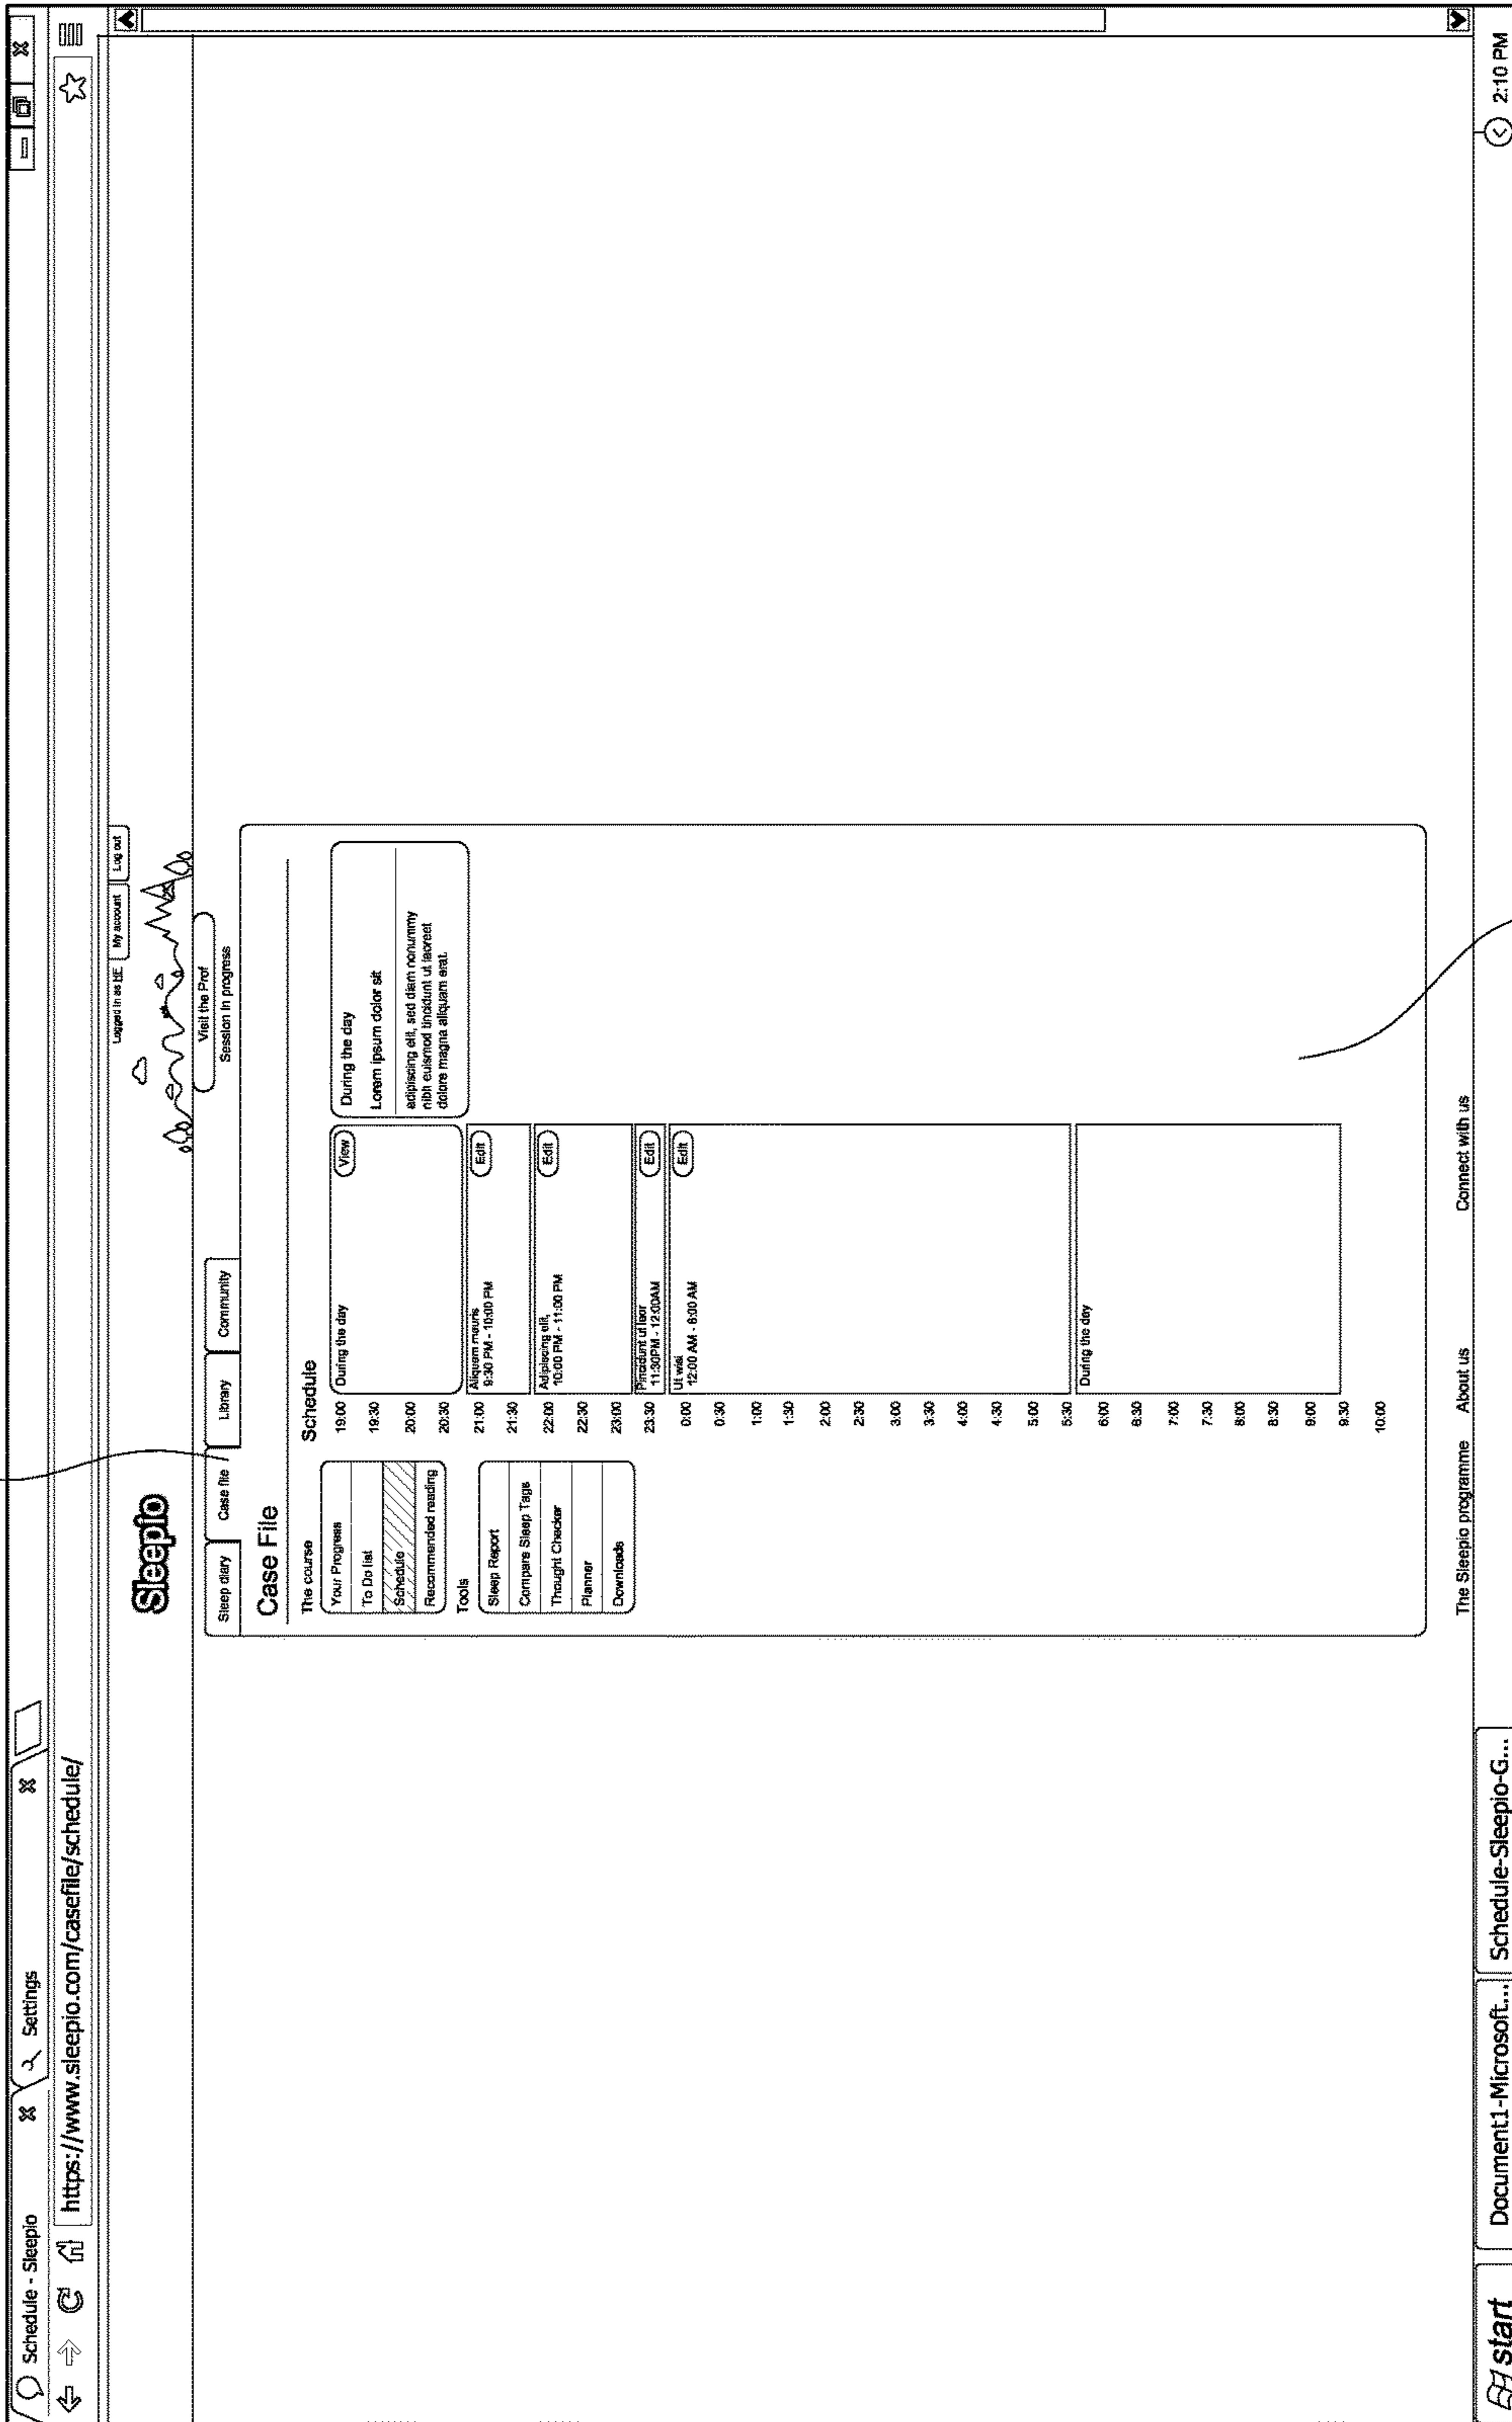 Schedule - Sleepio
Settings
https://www.sleepio.com/casefile/schedule/
Logged in as NE
My account
Log out
Sleepio
Visit the Prof
Session in progress
Sleep diary
Case file
Library
Community
Case File
The course
Your Progress
To Do list
Schedule
Recommended reading
Tools
Sleep Report
Compare Sleep Tags
Thought Checker
Planner
Downloads
Schedule
19:00
19:30
20:00
20:30
21:00
21:30
22:00
22:30
23:00
23:30
0:00
0:30
1:00
1:30
2:00
2:30
3:00
3:30
4:00
4:30
5:00
5:30
6:00
6:30
7:00
7:30
8:00
8:30
9:00
9:30
10:00
During the day
View
Aliquam mauris
9:30 PM - 10:00 PM
Edit
Adipiscing elit,
10:00 PM - 11:00 PM
Edit
Pincidunt ut laor
11:30PM - 12:00AM
Edit
Ut wisi
12:00 AM - 6:00 AM
Edit
During the day
During the day
Lorem ipsum dolor sit
adipiscing elit, sed diam nonummy
nibh euismod tincidunt ut laoreet
dolore magna aliquam erat.
The Sleepio programme
About us
Connect with us
start
Document1-Microsoft...
Schedule-Sleepio-G...
2:10 PM